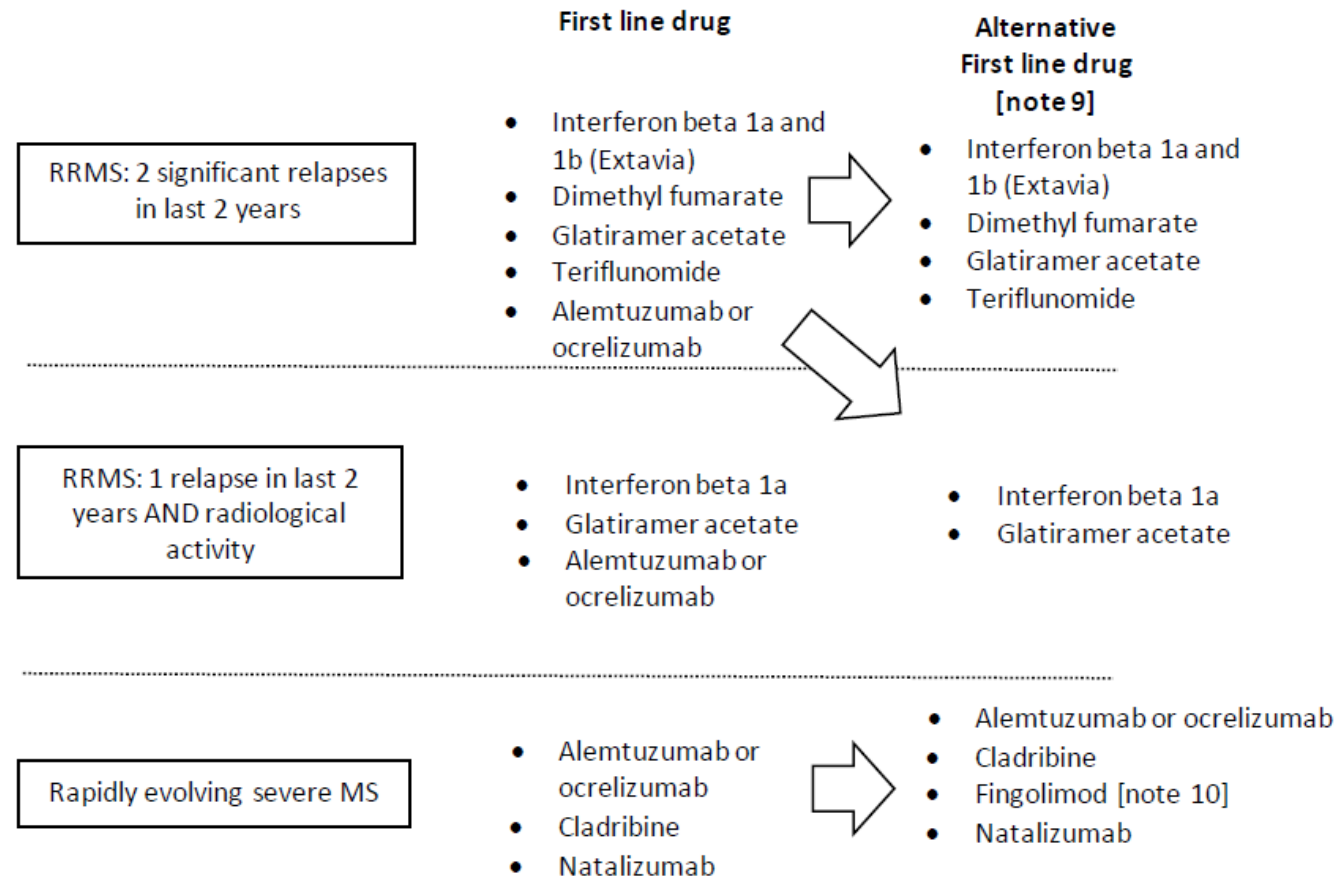 First line drug
Alternative
First line drug
[note 9]
RRMS: 2 significant relapses
in last 2 years
• Interferon beta 1a and
1b (Extavia)
• Dimethyl fumarate
• Glatiramer acetate
• Teriflunomide
• Alemtuzumab or
ocrelizumab
• Interferon beta 1a and
1b (Extavia)
• Dimethyl fumarate
• Glatiramer acetate
• Teriflunomide
RRMS: 1 relapse in last 2
years AND radiological
activity
• Interferon beta 1a
• Glatiramer acetate
• Alemtuzumab or
ocrelizumab
• Interferon beta 1a
• Glatiramer acetate
Rapidly evolving severe MS
• Alemtuzumab or
ocrelizumab
• Cladribine
• Natalizumab
• Alemtuzumab or ocrelizumab
• Cladribine
• Fingolimod [note 10]
• Natalizumab